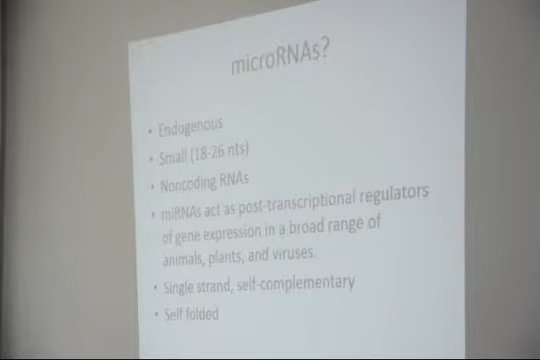 microRNAs?
• Endogenous
• Small (18-26 nts)
• Noncoding RNAs
• miRNAs act as post-transcriptional regulators
of gene expression in a broad range of
animals, plants, and viruses.
• Single strand, self-complementary
• Self folded